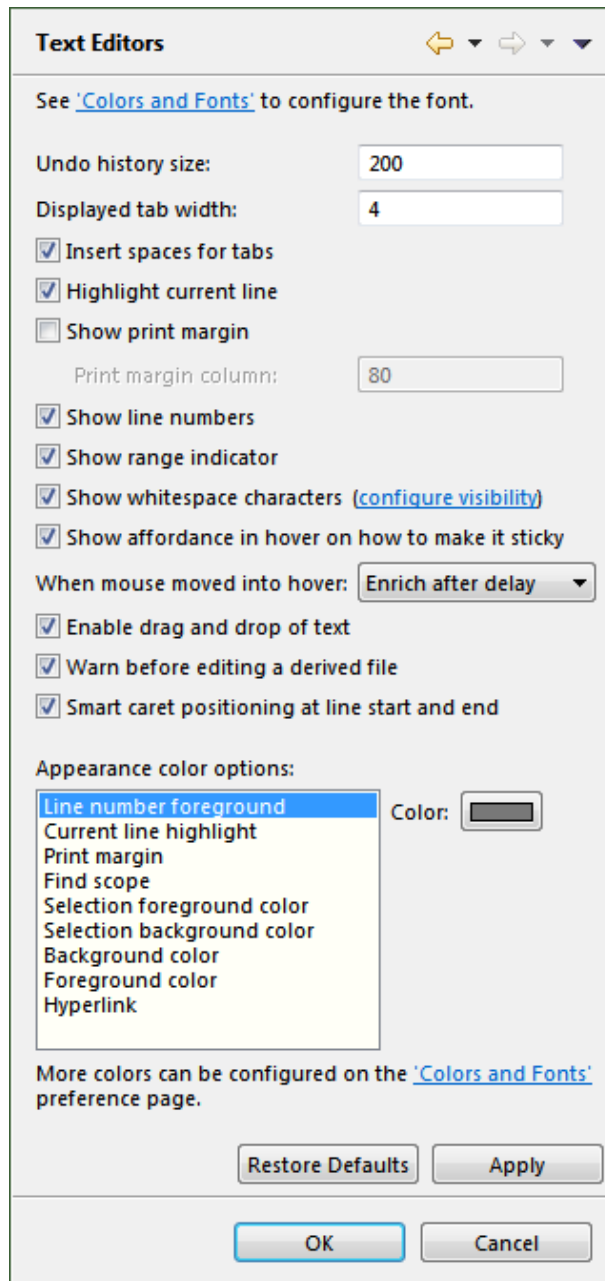 Text Editors
See 'Colors and Fonts' to configure the font.
Undo history size: 200
Displayed tab width: 4
Insert spaces for tabs
Highlight current line
Show print margin
Print margin column: 80
Show line numbers
Show range indicator
Show whitespace characters (configure visibility)
Show affordance in hover on how to make it sticky
When mouse moved into hover: Enrich after delay
Enable drag and drop of text
Warn before editing a derived file
Smart caret positioning at line start and end
Appearance color options:
Line number foreground
Color:
Current line highlight
Print margin
Find scope
Selection foreground color
Selection background color
Background color
Foreground color
Hyperlink
More colors can be configured on the 'Colors and Fonts'
preference page.
Restore Defaults Apply
OK Cancel